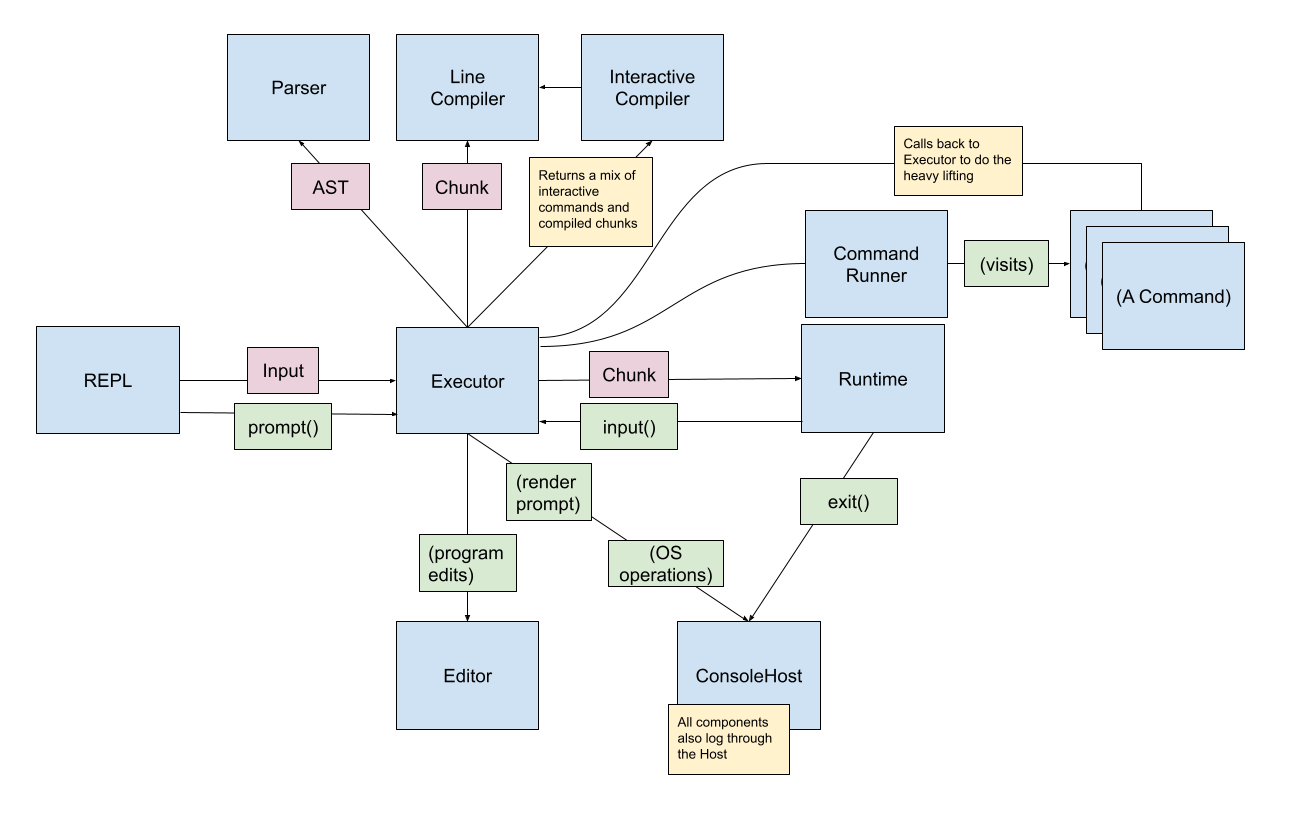 Parser
Line
Compiler
Interactive
Compiler
AST
Chunk
Returns a mix of
interactive
commands and
compiled chunks
Calls back to
Executor to do the
heavy lifting
Command
Runner
(visits)
(
(
(A Command)
REPL
Input
prompt()
Executor
Chunk
input()
Runtime
(render
prompt)
exit()
(program
edits)
(OS
operations)
Editor
ConsoleHost
All components
also log through
the Host